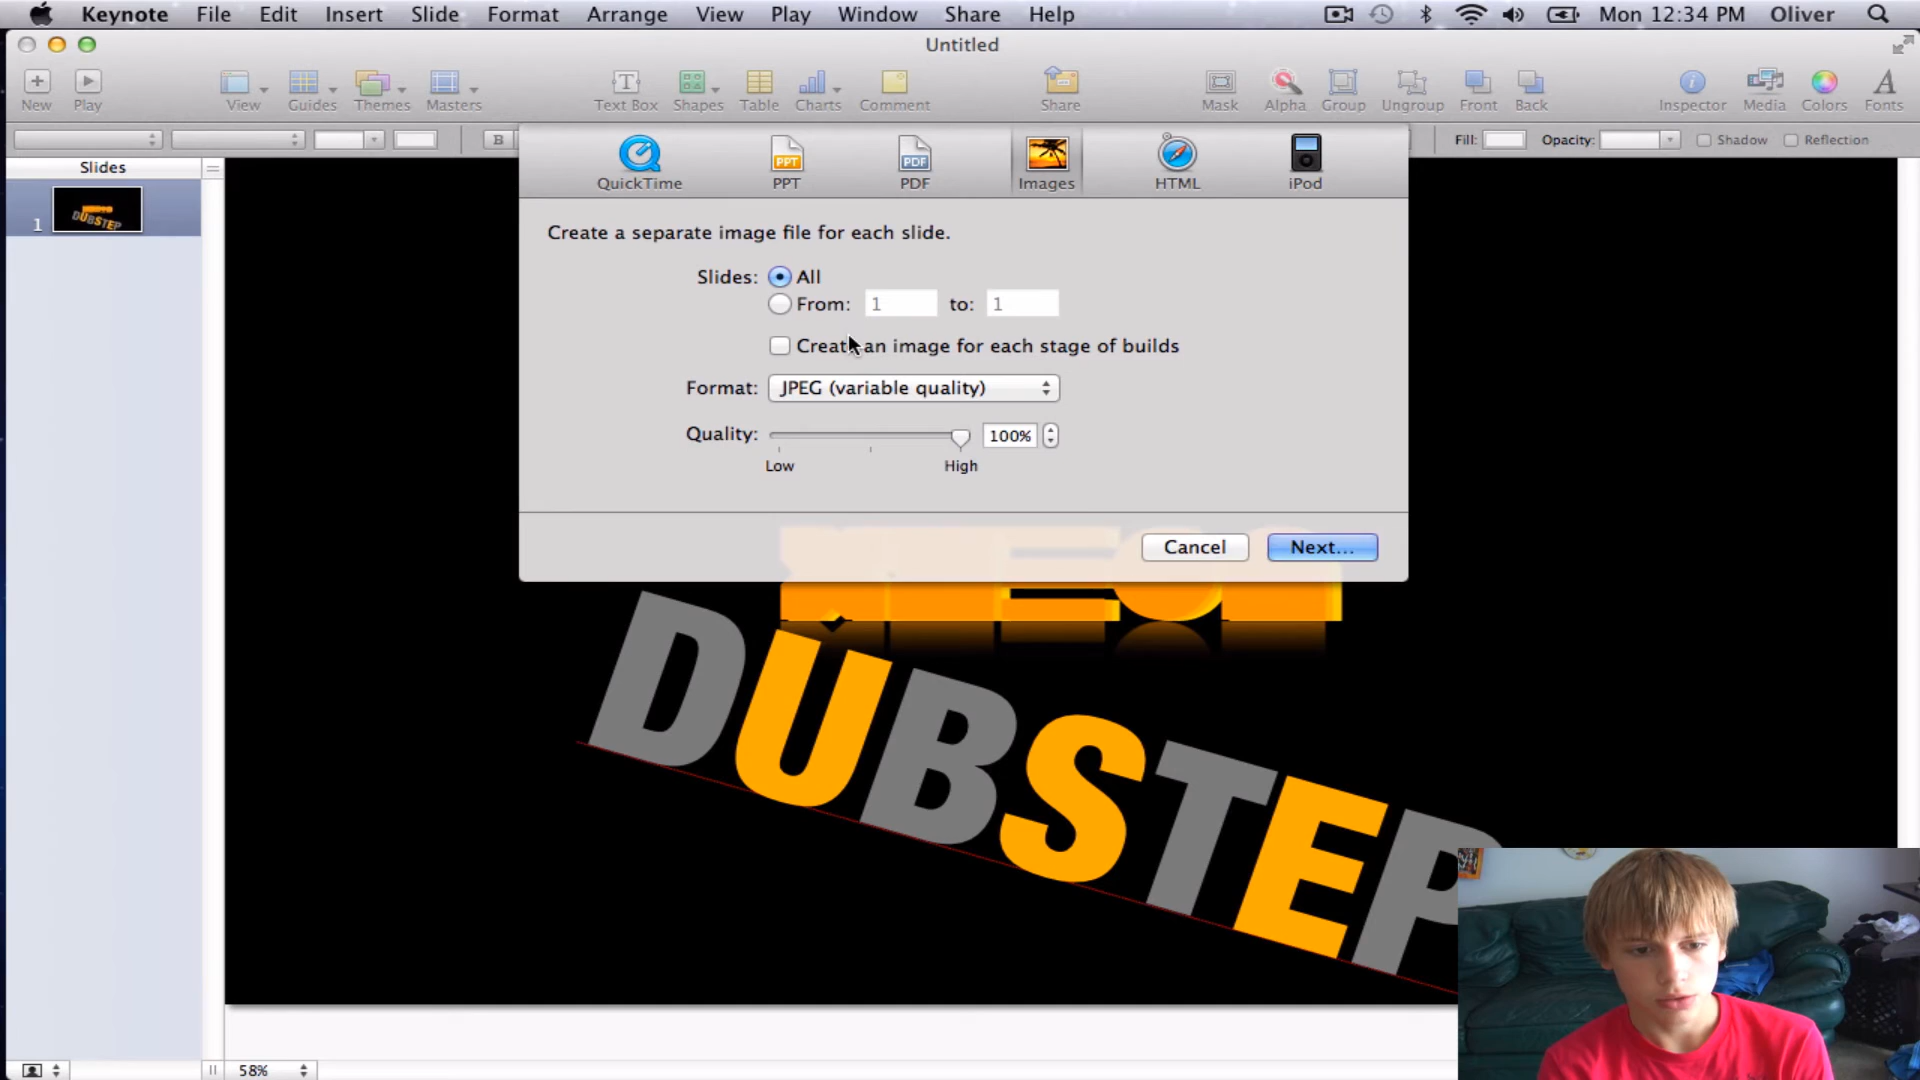 Keynote File Edit Insert Slide Format Arrange View Play Window Share Help Mon 12:34 PM Oliver
Untitled
New Play View Guides Themes Masters Text Box Shapes Table Charts Comment Share Mask Alpha Group Ungroup Front Back Inspector Media Colors Fonts
B Fill: Opacity: Shadow Reflection
Slides
QuickTime PPT PDF Images HTML iPod
1
DUBSTEP
Create a separate image file for each slide.
Slides: All
From: 1 to: 1
Create an image for each stage of builds
Format: JPEG (variable quality)
Quality: 100%
Low High
Cancel Next...
DUBSTEP
58%